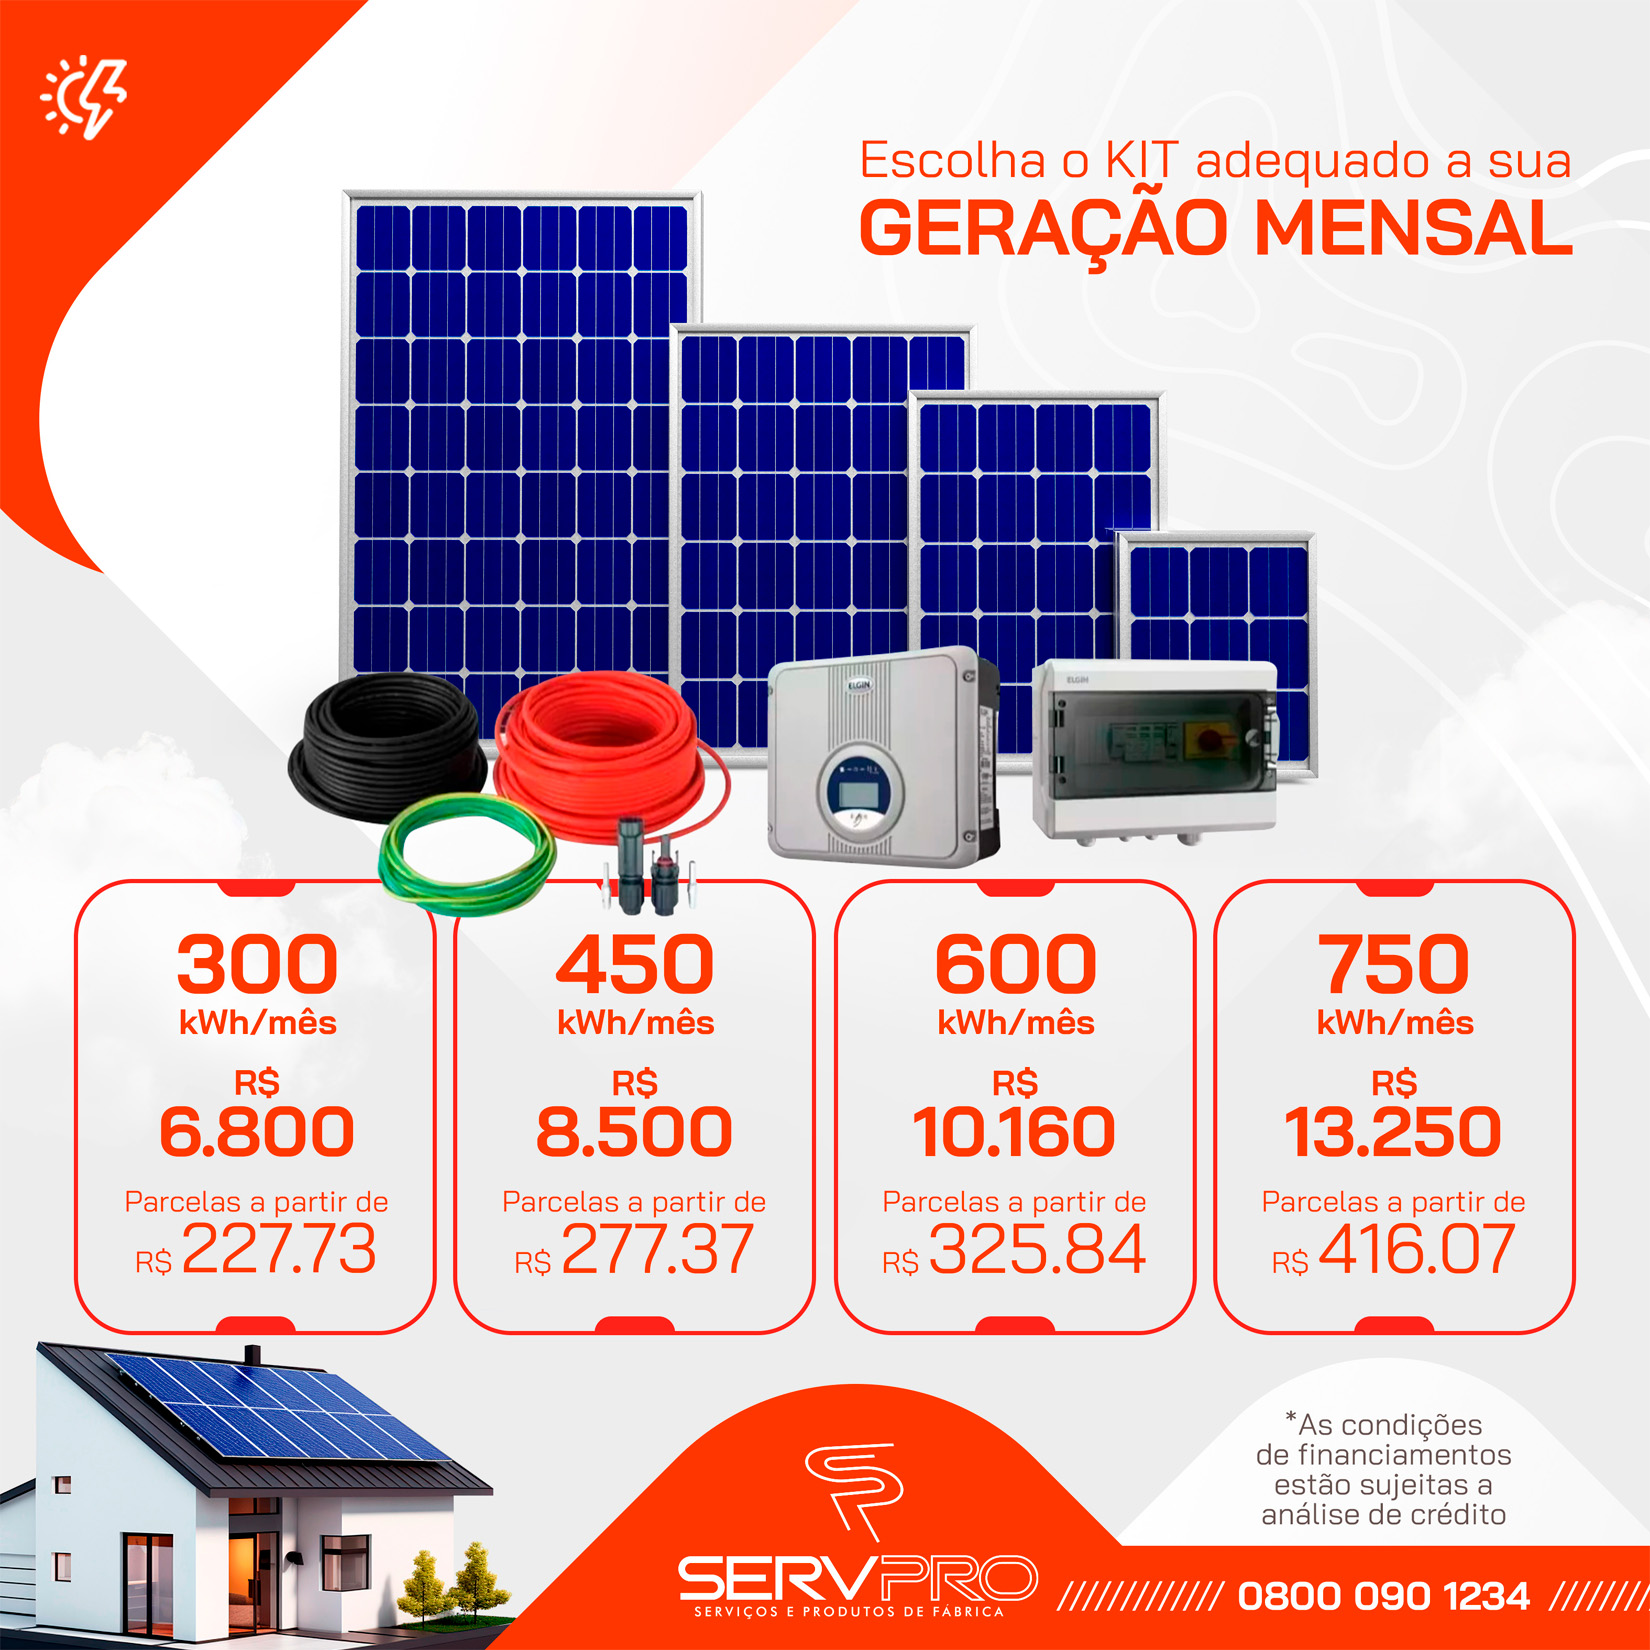 Escolha o KIT adequado a sua
GERAÇÃO MENSAL
ELGIN
ELGIN
300
kWh/mês
R$
6.800
Parcelas a partir de
R$ 227.73
450
kWh/mês
R$
8.500
Parcelas a partir de
R$ 277.37
600
kWh/mês
R$
10.160
Parcelas a partir de
R$ 325.84
750
kWh/mês
R$
13.250
Parcelas a partir de
R$ 416.07
*As condições
de financiamentos
estão sujeitas a
análise de crédito
SERVPRO
SERVIÇOS E PRODUTOS DE FÁBRICA
//////////// 0800 090 1234 ///////